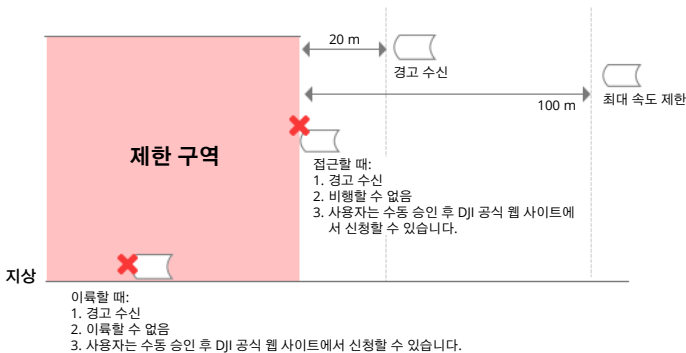 20 m
경고 수신
최대 속도 제한
100 m
제한 구역
접근할 때:
1. 경고 수신
2. 비행할 수 없음
3. 사용자는 수동 승인 후 DJI 공식 웹 사이트에
서 신청할 수 있습니다.
지상
이륙할 때:
1. 경고 수신
2. 이륙할 수 없음
3. 사용자는 수동 승인 후 DJI 공식 웹 사이트에서 신청할 수 있습니다.